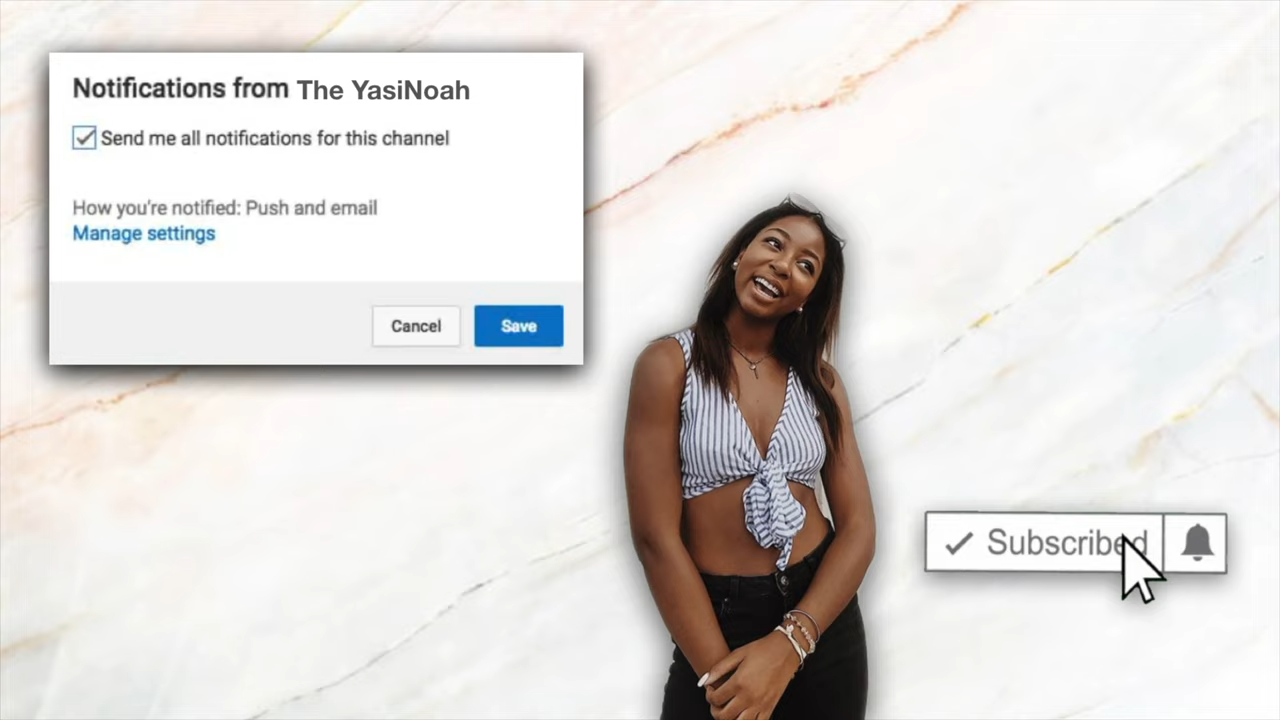 Notifications from The YasiNoah
Send me all notifications for this channel
How you're notified: Push and email
Manage settings
Cancel Save
Subscribed